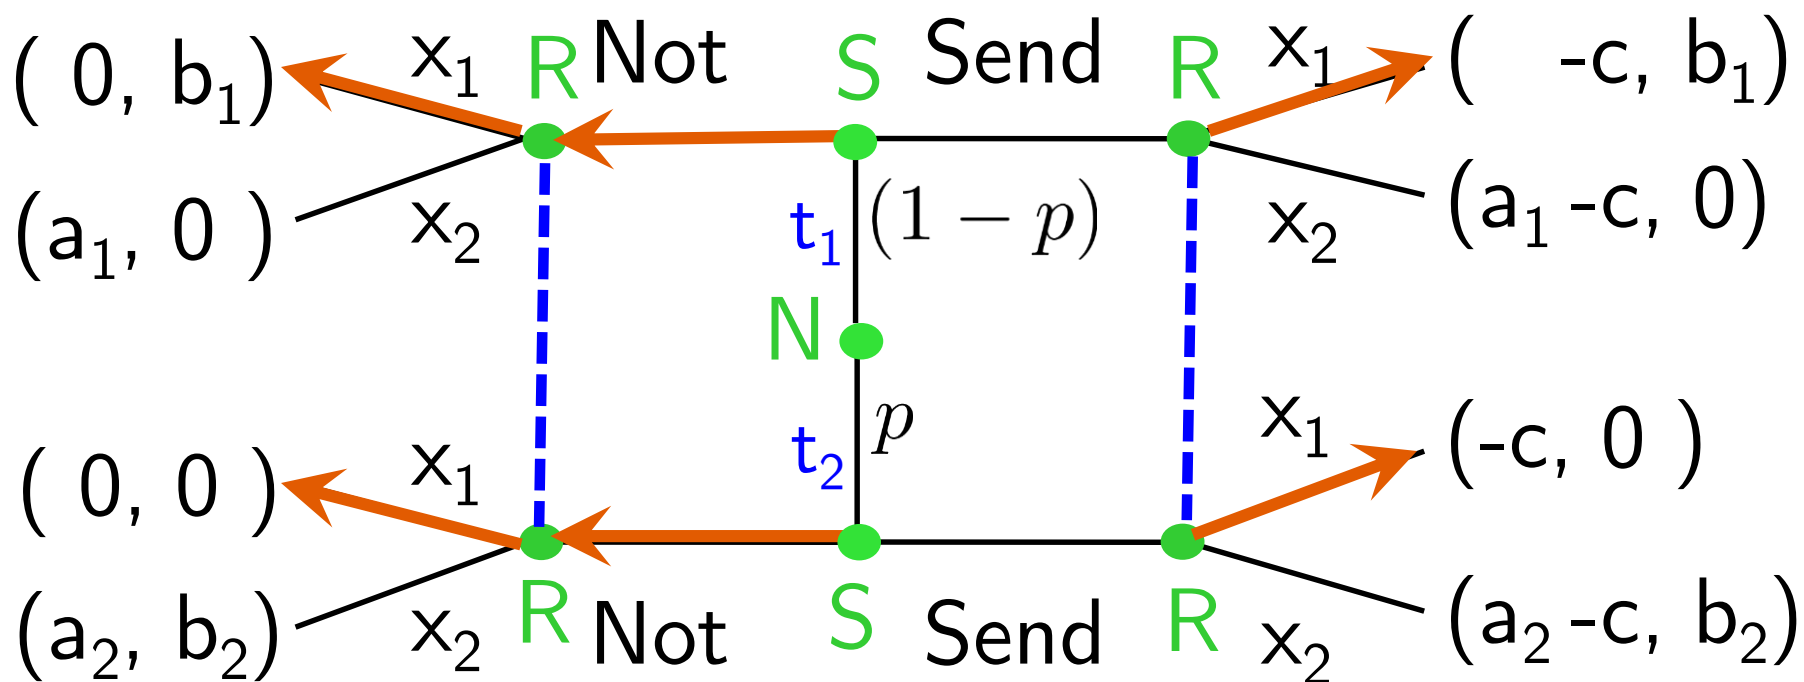 ( 0, b₁) x₁ R Not S Send R x₁ ( -c, b₁)
(a₁, 0 ) x₂ t₁ (1 − p) x₂ (a₁ -c, 0)
N
( 0, 0 ) x₁ t₂ p x₁ (-c, 0 )
(a₂, b₂) x₂ R Not S Send R x₂ (a₂ -c, b₂)